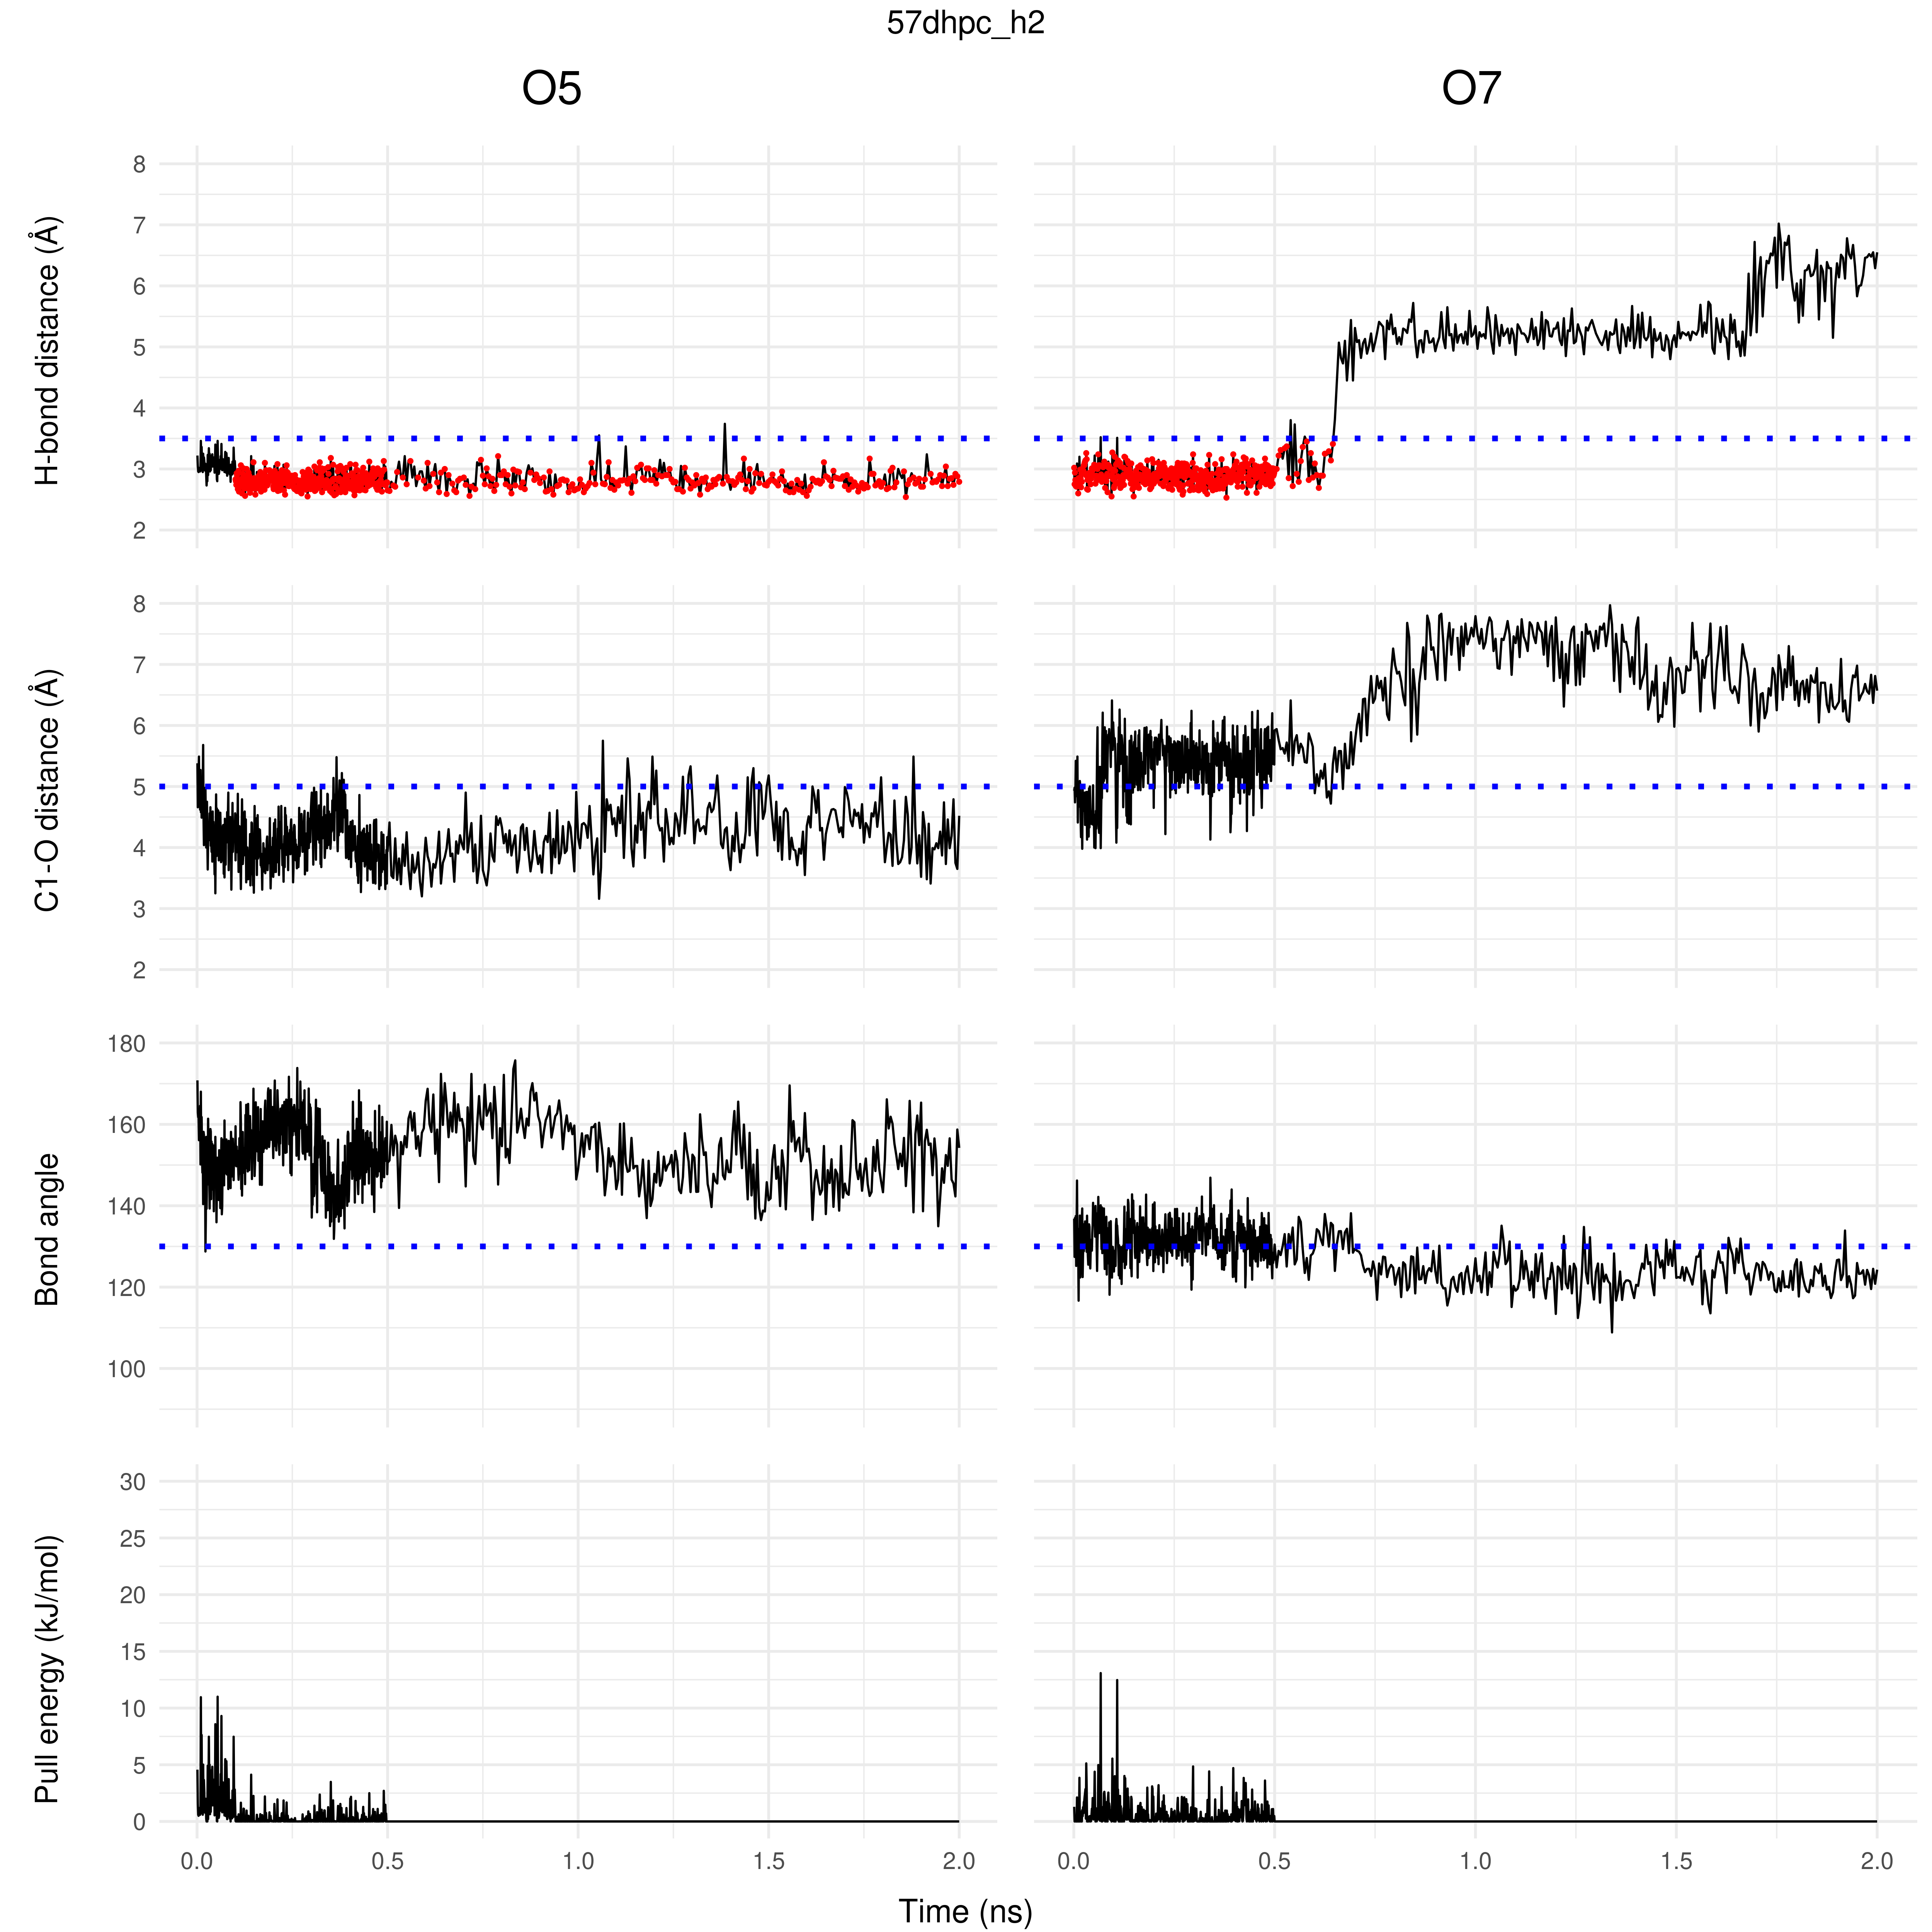 57dhpc_h2
O5
O7
H-bond distance (Å)
8
7
6
5
4
3
2
C1-O distance (Å)
8
7
6
5
4
3
2
Bond angle
180
160
140
120
100
Pull energy (kJ/mol)
30
25
20
15
10
5
0
0.0 0.5 1.0 1.5 2.0 0.0 0.5 1.0 1.5 2.0
Time (ns)